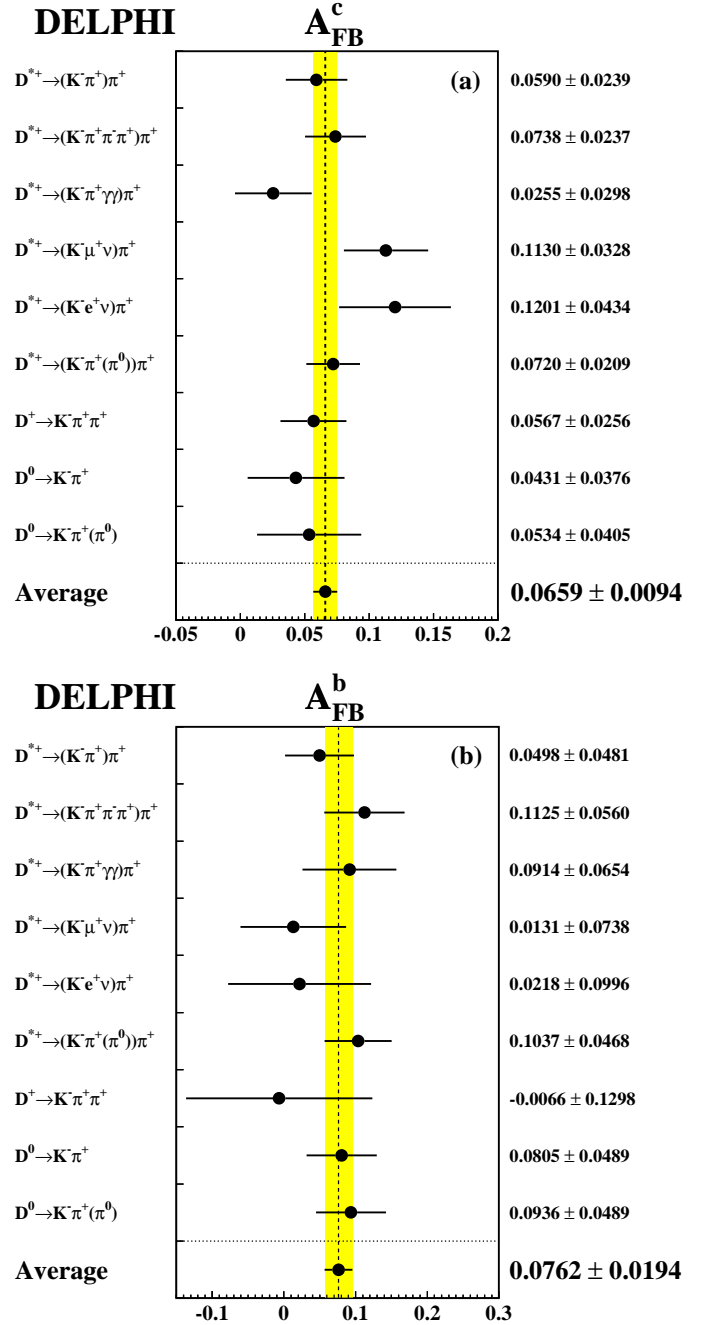 DELPHI A^c_FB
(a)
D*+→(K-π+)π+ 0.0590 ± 0.0239
D*+→(K-π+π-π+)π+ 0.0738 ± 0.0237
D*+→(K-π+γγ)π+ 0.0255 ± 0.0298
D*+→(K-μ+ν)π+ 0.1130 ± 0.0328
D*+→(K-e+ν)π+ 0.1201 ± 0.0434
D*+→(K-π+(π0))π+ 0.0720 ± 0.0209
D+→K-π+π+ 0.0567 ± 0.0256
D0→K-π+ 0.0431 ± 0.0376
D0→K-π+(π0) 0.0534 ± 0.0405
Average 0.0659 ± 0.0094
-0.05 0 0.05 0.1 0.15 0.2
DELPHI A^b_FB
(b)
D*+→(K-π+)π+ 0.0498 ± 0.0481
D*+→(K-π+π-π+)π+ 0.1125 ± 0.0560
D*+→(K-π+γγ)π+ 0.0914 ± 0.0654
D*+→(K-μ+ν)π+ 0.0131 ± 0.0738
D*+→(K-e+ν)π+ 0.0218 ± 0.0996
D*+→(K-π+(π0))π+ 0.1037 ± 0.0468
D+→K-π+π+ -0.0066 ± 0.1298
D0→K-π+ 0.0805 ± 0.0489
D0→K-π+(π0) 0.0936 ± 0.0489
Average 0.0762 ± 0.0194
-0.1 0 0.1 0.2 0.3